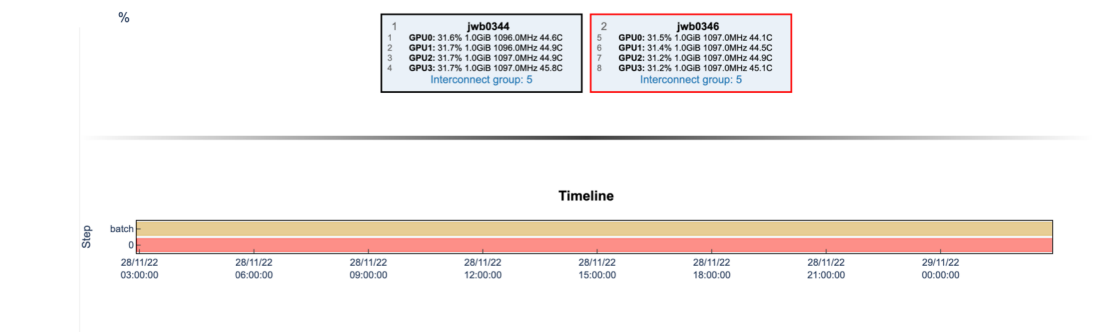 %
1 jwb0344
1 GPU0: 31.6% 1.0GiB 1096.0MHz 44.6C
2 GPU1: 31.7% 1.0GiB 1096.0MHz 44.9C
3 GPU2: 31.7% 1.0GiB 1097.0MHz 44.9C
4 GPU3: 31.7% 1.0GiB 1097.0MHz 45.8C
Interconnect group: 5
2 jwb0346
5 GPU0: 31.5% 1.0GiB 1097.0MHz 44.1C
6 GPU1: 31.4% 1.0GiB 1097.0MHz 44.5C
7 GPU2: 31.2% 1.0GiB 1097.0MHz 44.9C
8 GPU3: 31.2% 1.0GiB 1097.0MHz 45.1C
Interconnect group: 5
Timeline
Step
batch
0
28/11/22 28/11/22 28/11/22 28/11/22 28/11/22 28/11/22 28/11/22 29/11/22
03:00:00 06:00:00 09:00:00 12:00:00 15:00:00 18:00:00 21:00:00 00:00:00